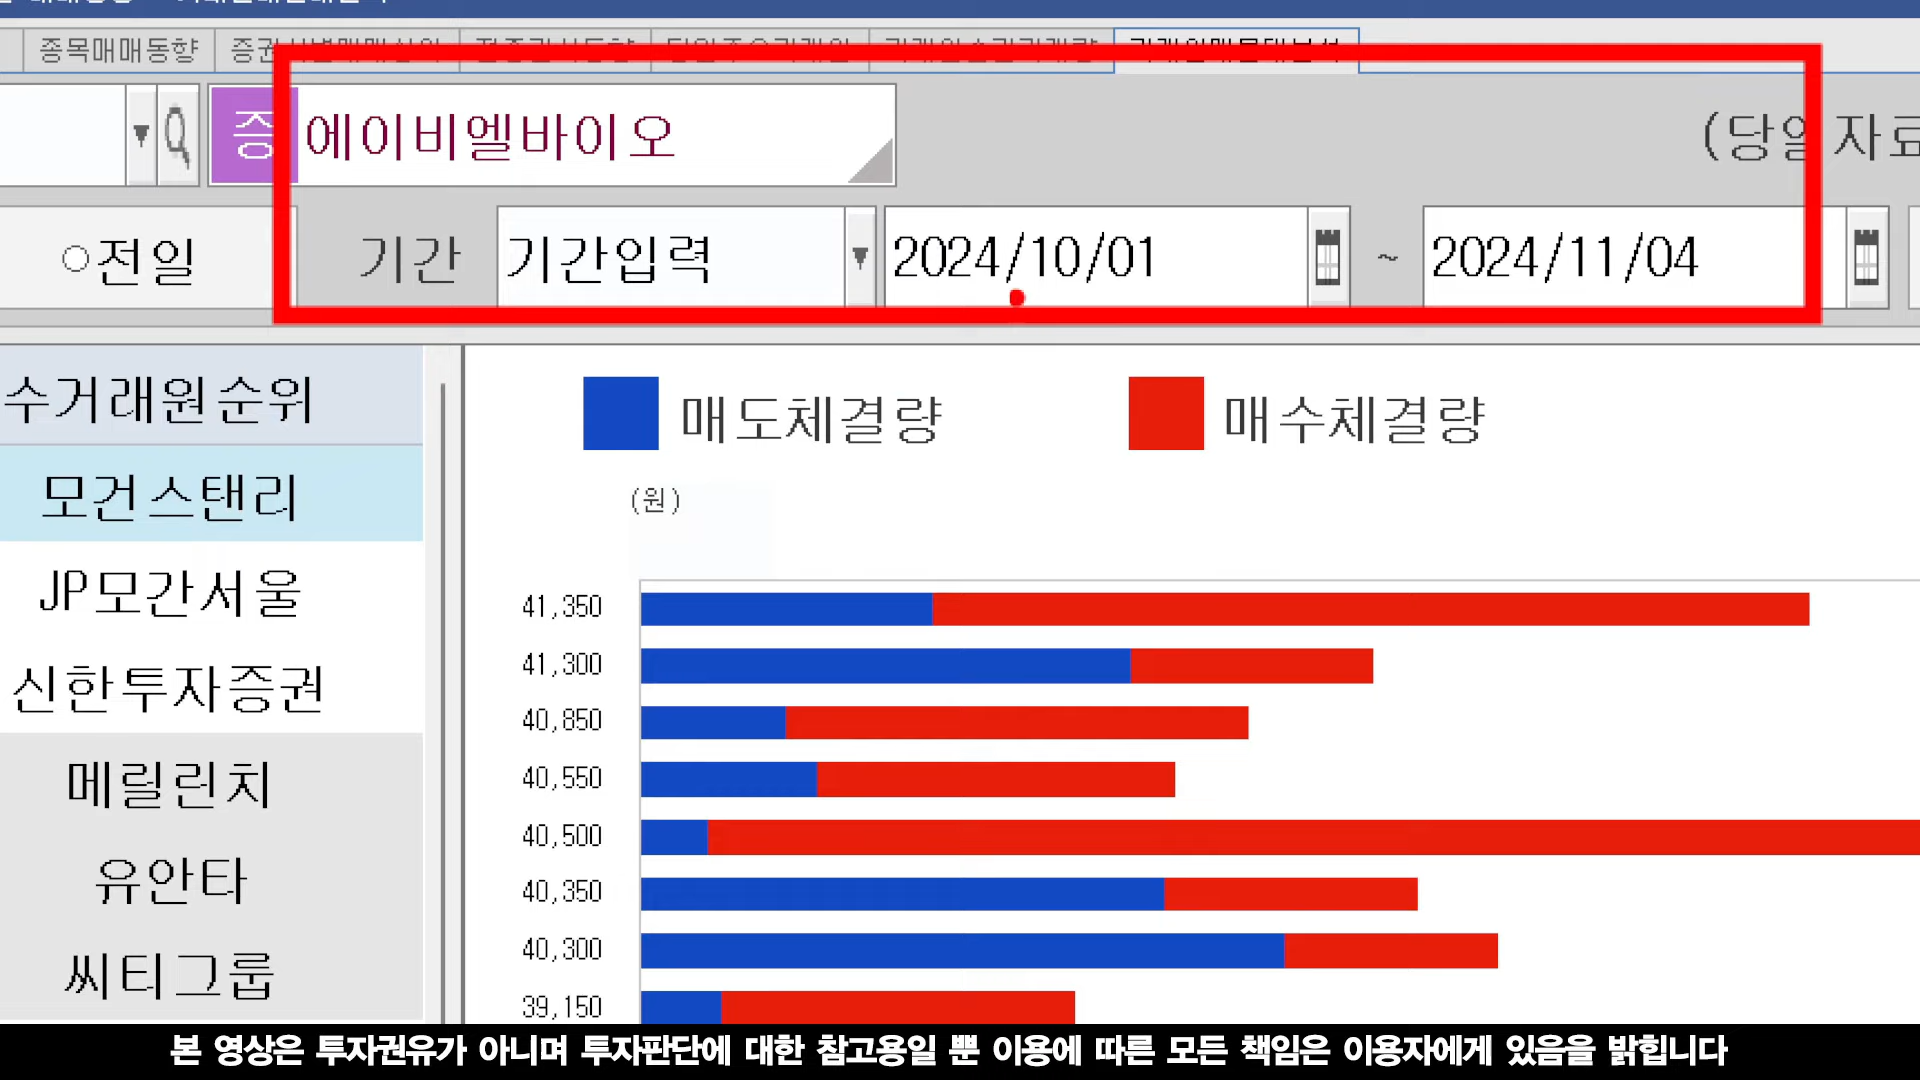 종목매매동향
증 에이비엘바이오 (당일자료
전일 기간 기간입력 2024/10/01 ~ 2024/11/04
수거래원순위
모건스탠리
JP모간서울
신한투자증권
메릴린치
유안타
씨티그룹
매도체결량 매수체결량
(원)
41,350
41,300
40,850
40,550
40,500
40,350
40,300
39,150
본 영상은 투자권유가 아니며 투자판단에 대한 참고용일 뿐 이용에 따른 모든 책임은 이용자에게 있음을 밝힙니다